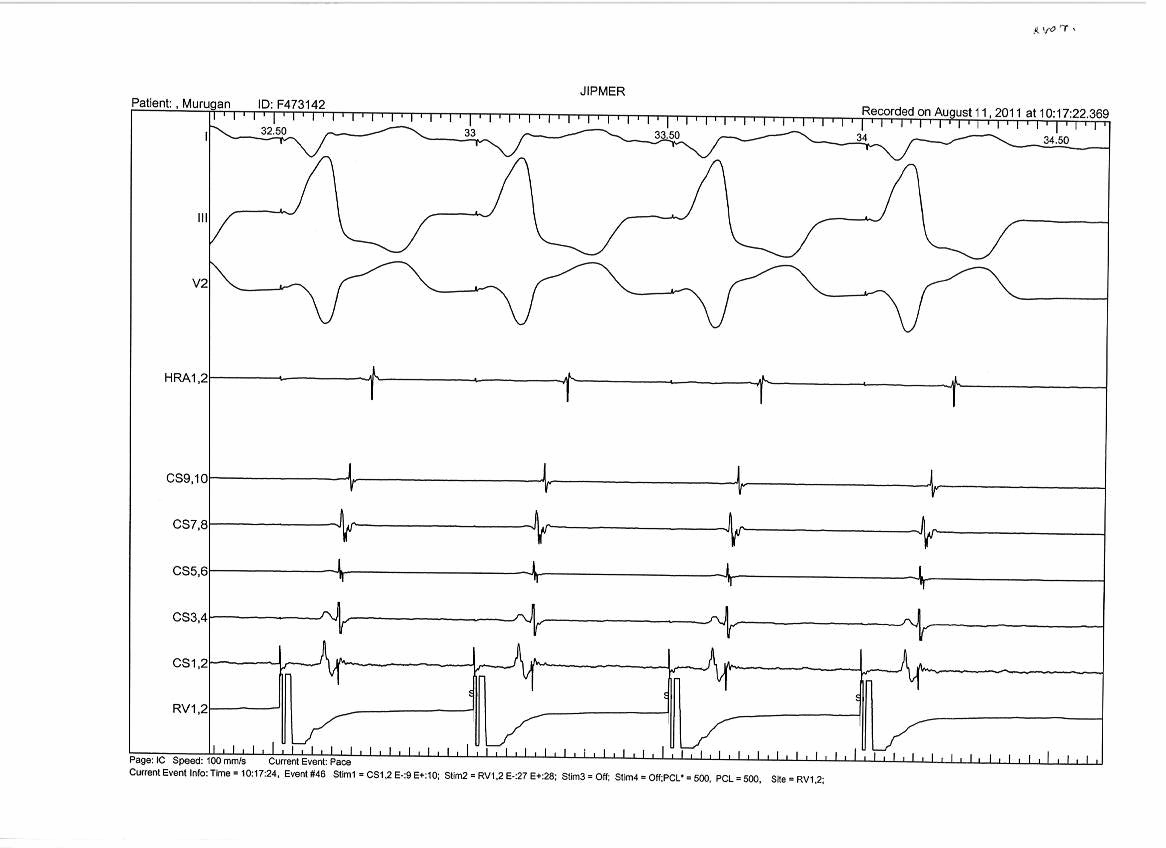 RVOT.
JIPMER
Patient: , Murugan ID: F473142
Recorded on August 11, 2011 at 10:17:22.369
I
32.50 33 33.50 34 34.50
III
V2
HRA1,2
CS9,10
CS7,8
CS5,6
CS3,4
CS1,2
S S S
RV1,2
Page: IC Speed: 100 mm/s Current Event: Pace
Current Event Info: Time = 10:17:24, Event #46 Stim1 = CS1,2 E-:9 E+:10; Stim2 = RV1,2 E-:27 E+:28; Stim3 = Off; Stim4 = Off;PCL* = 500, PCL = 500, Site = RV1,2;